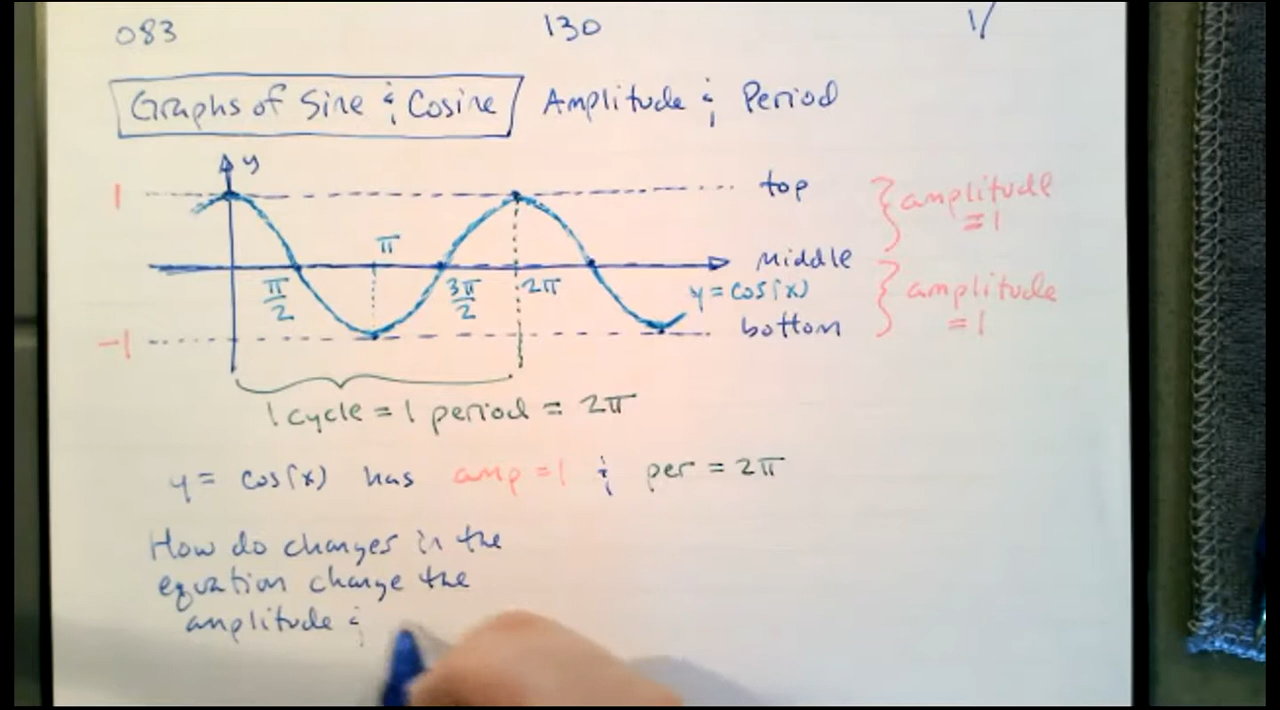 083 130 1/
Graphs of Sine & Cosine Amplitude & Period
y
1 top } amplitude = 1
π
Middle
π/2 3π/2 2π y = cos(x)
} amplitude = 1
-1 bottom
1 cycle = 1 period = 2π
y = cos(x) has amp = 1 & per = 2π
How do changes in the
equation change the
amplitude &